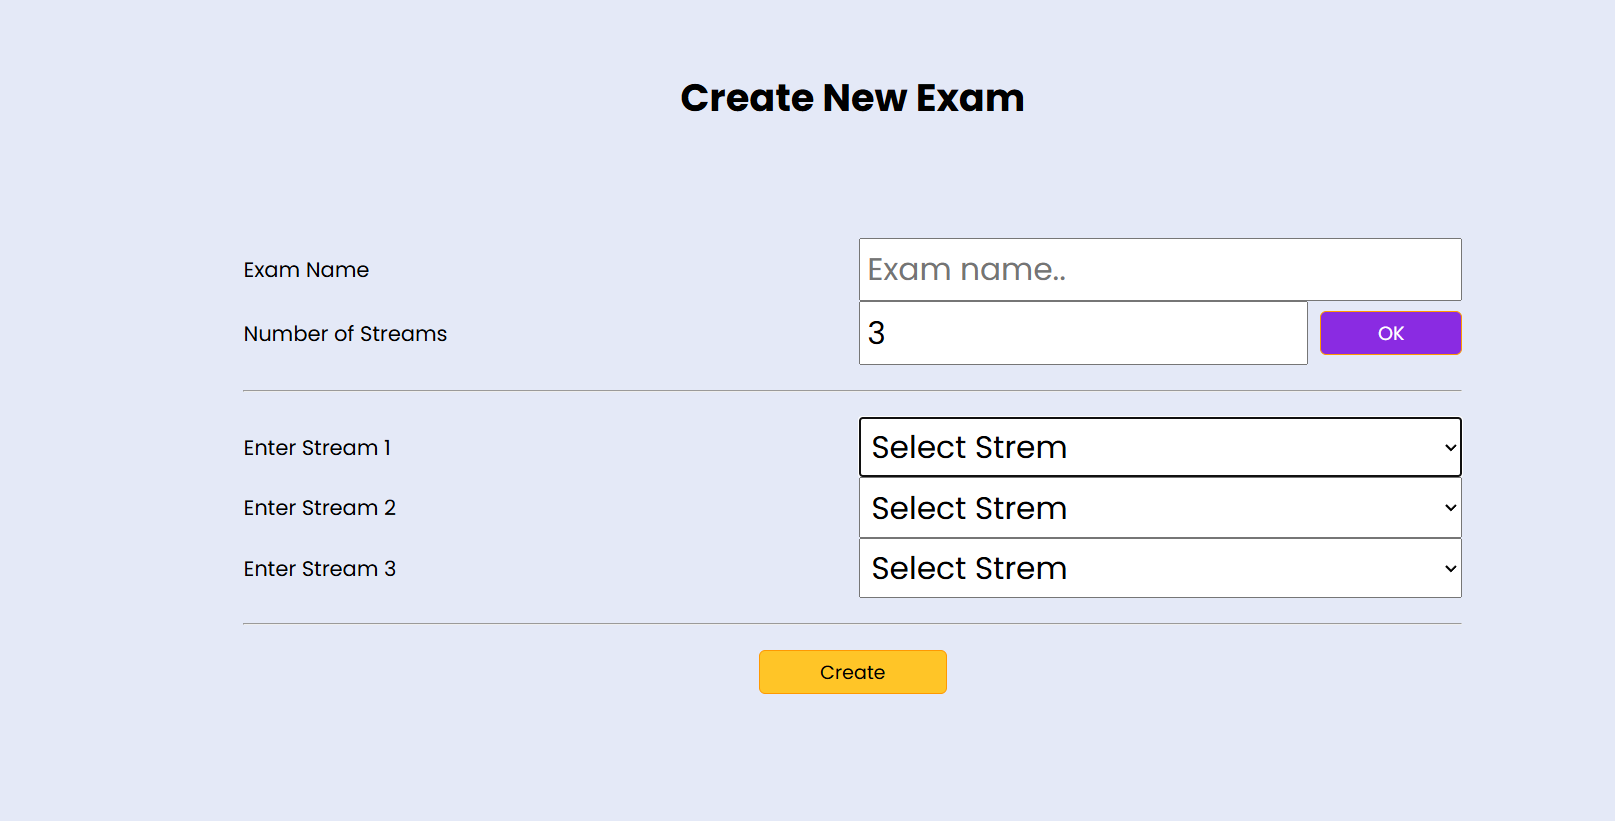 Create New Exam
Exam Name
Exam name..
Number of Streams
3
OK
Enter Stream 1
Select Strem
Enter Stream 2
Select Strem
Enter Stream 3
Select Strem
Create